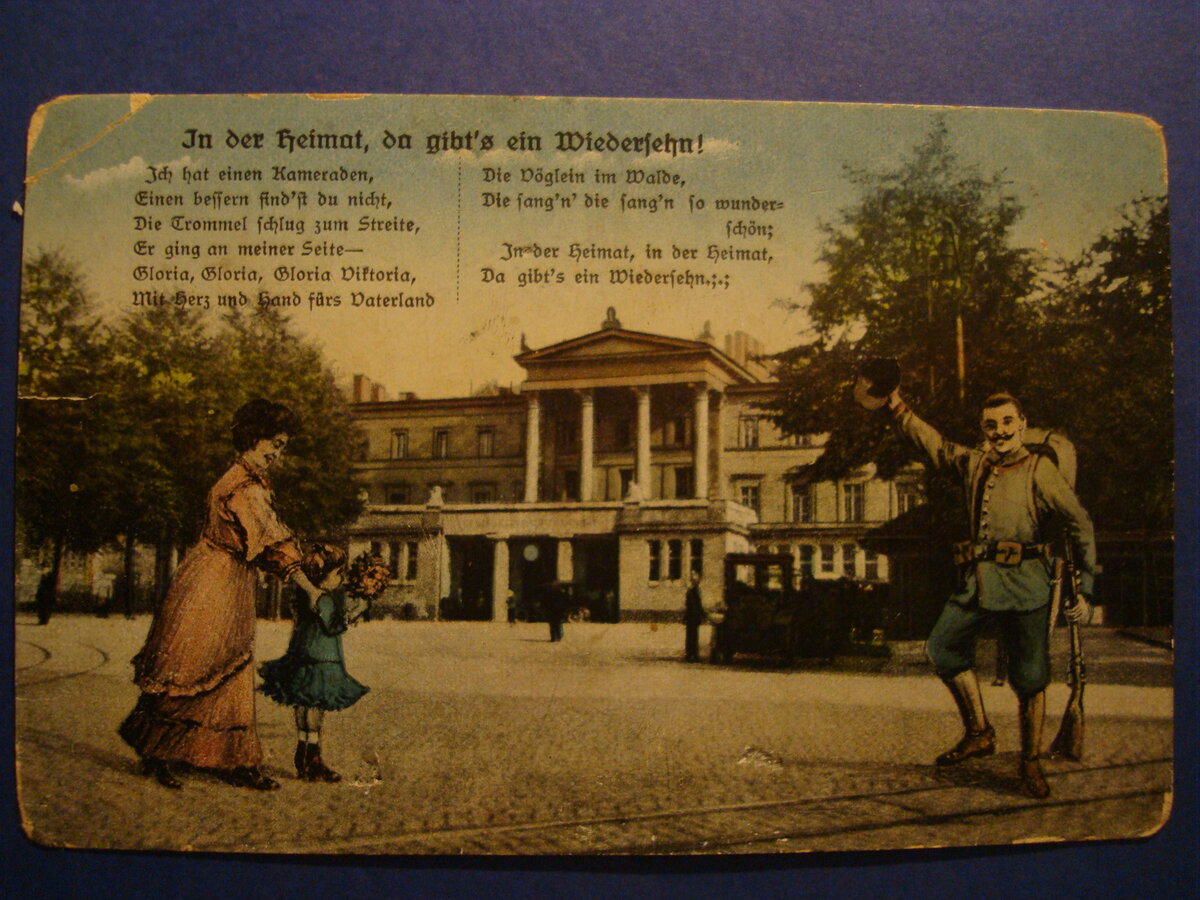 In der Heimat, da gibt's ein Wiedersehn!
Ich hat einen Kameraden,
Einen bessern find'st du nicht,
Die Trommel schlug zum Streite,
Er ging an meiner Seite—
Gloria, Gloria, Gloria Viktoria,
Mit Herz und Hand fürs Vaterland
Die Vöglein im Walde,
Die sang'n' die sang'n so wunder=
schön;
In der Heimat, in der Heimat,
Da gibt's ein Wiedersehn.;.;